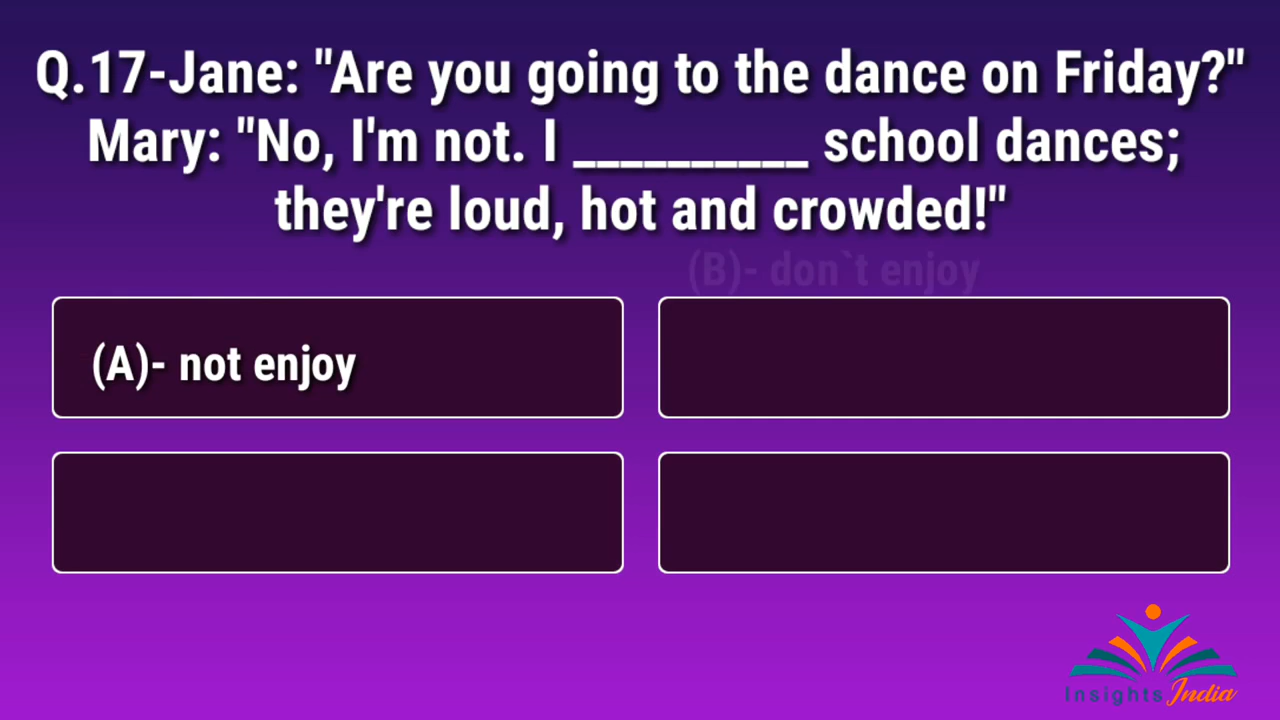 Q.17-Jane: "Are you going to the dance on Friday?"
Mary: "No, I'm not. I __________ school dances;
they're loud, hot and crowded!"
(B)- don`t enjoy
(A)- not enjoy
Insights India